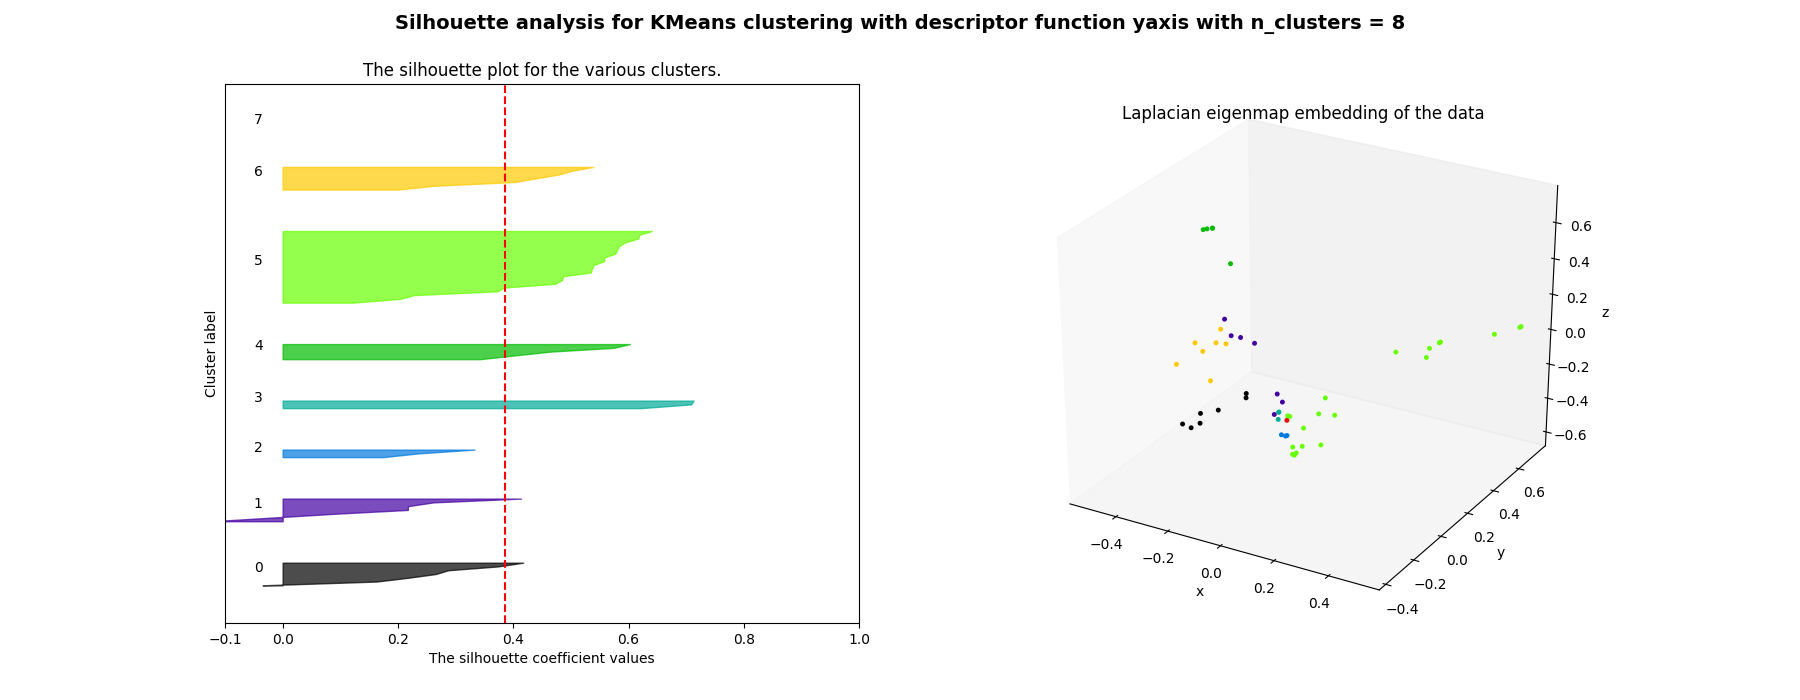 Silhouette analysis for KMeans clustering with descriptor function yaxis with n_clusters = 8
The silhouette plot for the various clusters.
7
6
5
4
3
2
1
0
Cluster label
−0.1 0.0 0.2 0.4 0.6 0.8 1.0
The silhouette coefficient values
Laplacian eigenmap embedding of the data
0.6
0.4
0.2
z
0.0
−0.2
−0.4
−0.6
0.6
0.4
0.2
y
0.0
−0.2
−0.4
−0.4
−0.2
0.0
x
0.2
0.4